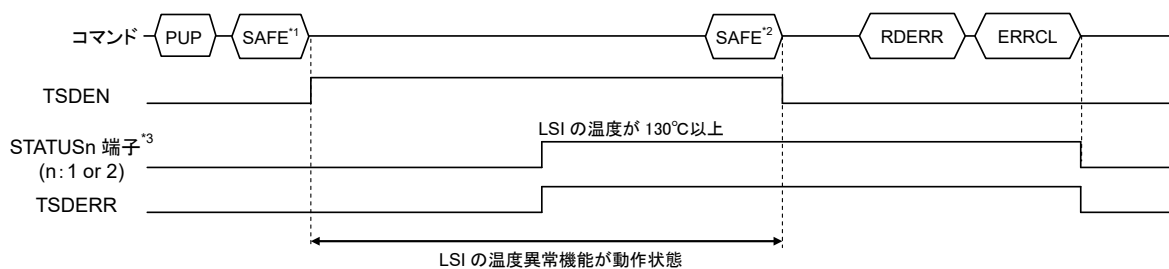 コマンド PUP SAFE*1 SAFE*2 RDERR ERRCL
TSDEN
LSI の温度が 130℃以上
STATUSn 端子*3
(n: 1 or 2)
TSDERR
LSI の温度異常機能が動作状態